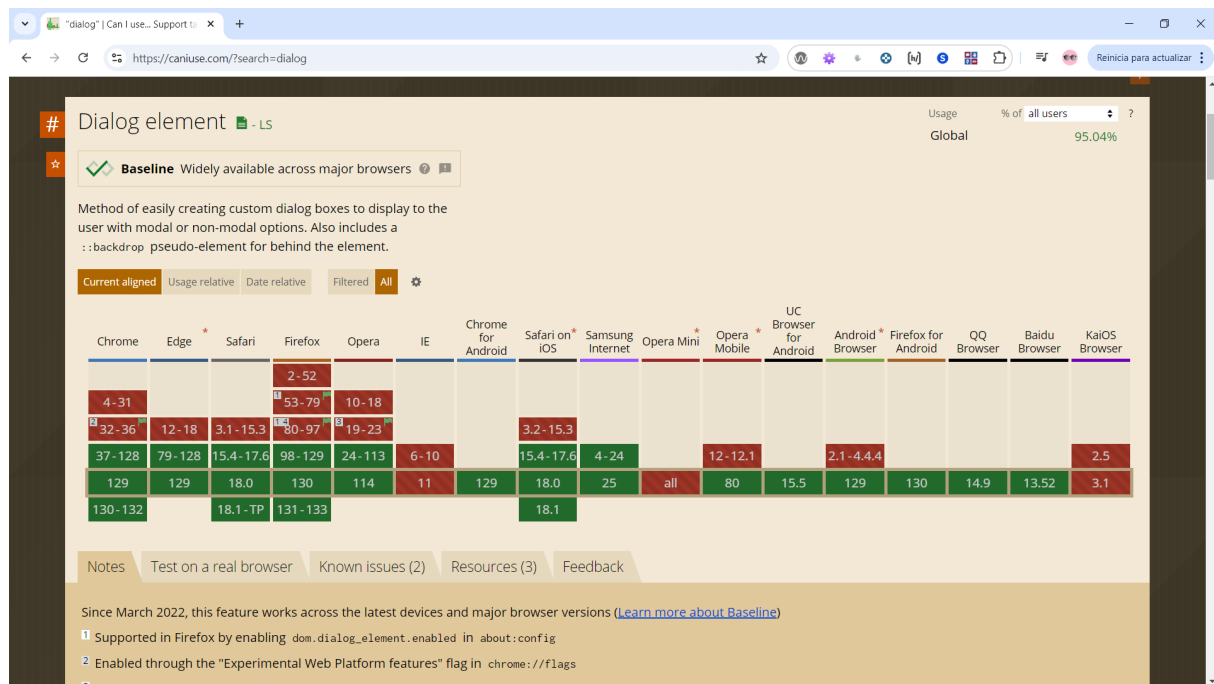 "dialog" | Can I use... Support ta
https://caniuse.com/?search=dialog
Reinicia para actualizar
# Dialog element - LS
Usage % of all users ?
Global 95.04%
Baseline Widely available across major browsers
Method of easily creating custom dialog boxes to display to the
user with modal or non-modal options. Also includes a
::backdrop pseudo-element for behind the element.
Current aligned Usage relative Date relative Filtered All
Chrome Edge * Safari Firefox Opera IE Chrome for Android Safari on iOS * Samsung Internet Opera Mini * Opera Mobile * UC Browser for Android Android Browser * Firefox for Android QQ Browser Baidu Browser KaiOS Browser
2-52
4-31 1 53-79 10-18
2 32-36 12-18 3.1-15.3 1 4 80-97 3 19-23 3.2-15.3
37-128 79-128 15.4-17.6 98-129 24-113 6-10 15.4-17.6 4-24 12-12.1 2.1-4.4.4 2.5
129 129 18.0 130 114 11 129 18.0 25 all 80 15.5 129 130 14.9 13.52 3.1
130-132 18.1-TP 131-133 18.1
Notes Test on a real browser Known issues (2) Resources (3) Feedback
Since March 2022, this feature works across the latest devices and major browser versions (Learn more about Baseline)
1 Supported in Firefox by enabling dom.dialog_element.enabled in about:config
2 Enabled through the "Experimental Web Platform features" flag in chrome://flags